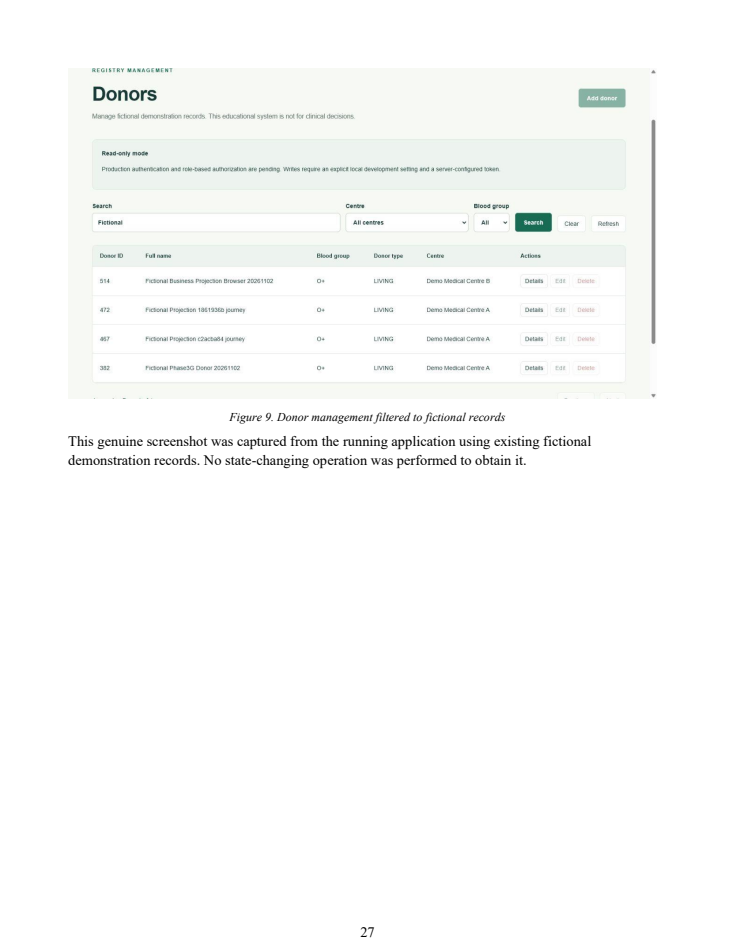 REGISTRY MANAGEMENT
Donors
Add donor
Manage fictional demonstration records. This educational system is not for clinical decisions.
Read-only mode
Production authentication and role-based authorization are pending. Writes require an explicit local development setting and a server-configured token.
Search Centre Blood group
Fictional All centres All Search Clear Refresh
Donor ID Full name Blood group Donor type Centre Actions
514 Fictional Business Projection Browser 20261102 O+ LIVING Demo Medical Centre B Details Edit Delete
472 Fictional Projection 1861936b journey O+ LIVING Demo Medical Centre A Details Edit Delete
467 Fictional Projection c2acba64 journey O+ LIVING Demo Medical Centre A Details Edit Delete
382 Fictional Phase3G Donor 20261102 O+ LIVING Demo Medical Centre A Details Edit Delete
Figure 9. Donor management filtered to fictional records
This genuine screenshot was captured from the running application using existing fictional
demonstration records. No state-changing operation was performed to obtain it.
27